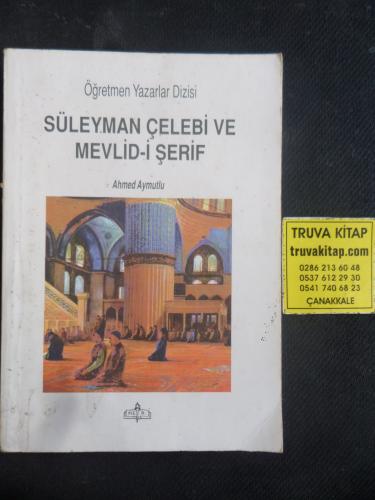 Öğretmen Yazarlar Dizisi
SÜLEYMAN ÇELEBİ VE
MEVLİD-İ ŞERİF
Ahmed Aymutlu
TRUVA KİTAP
truvakitap.com
0286 213 60 48
0537 612 29 30
0541 740 68 23
ÇANAKKALE